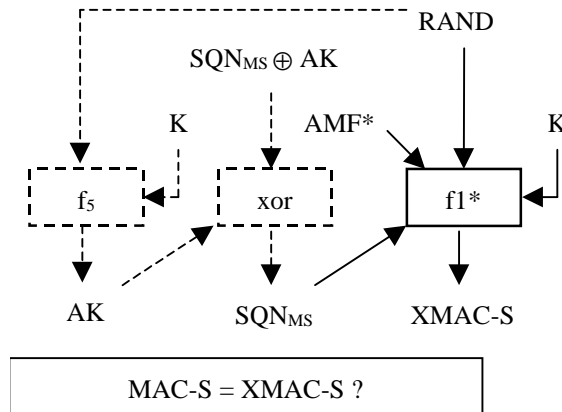 RAND
SQN_MS ⊕ AK
K AMF* K
f₅ xor f1*
AK SQN_MS XMAC-S
MAC-S = XMAC-S ?